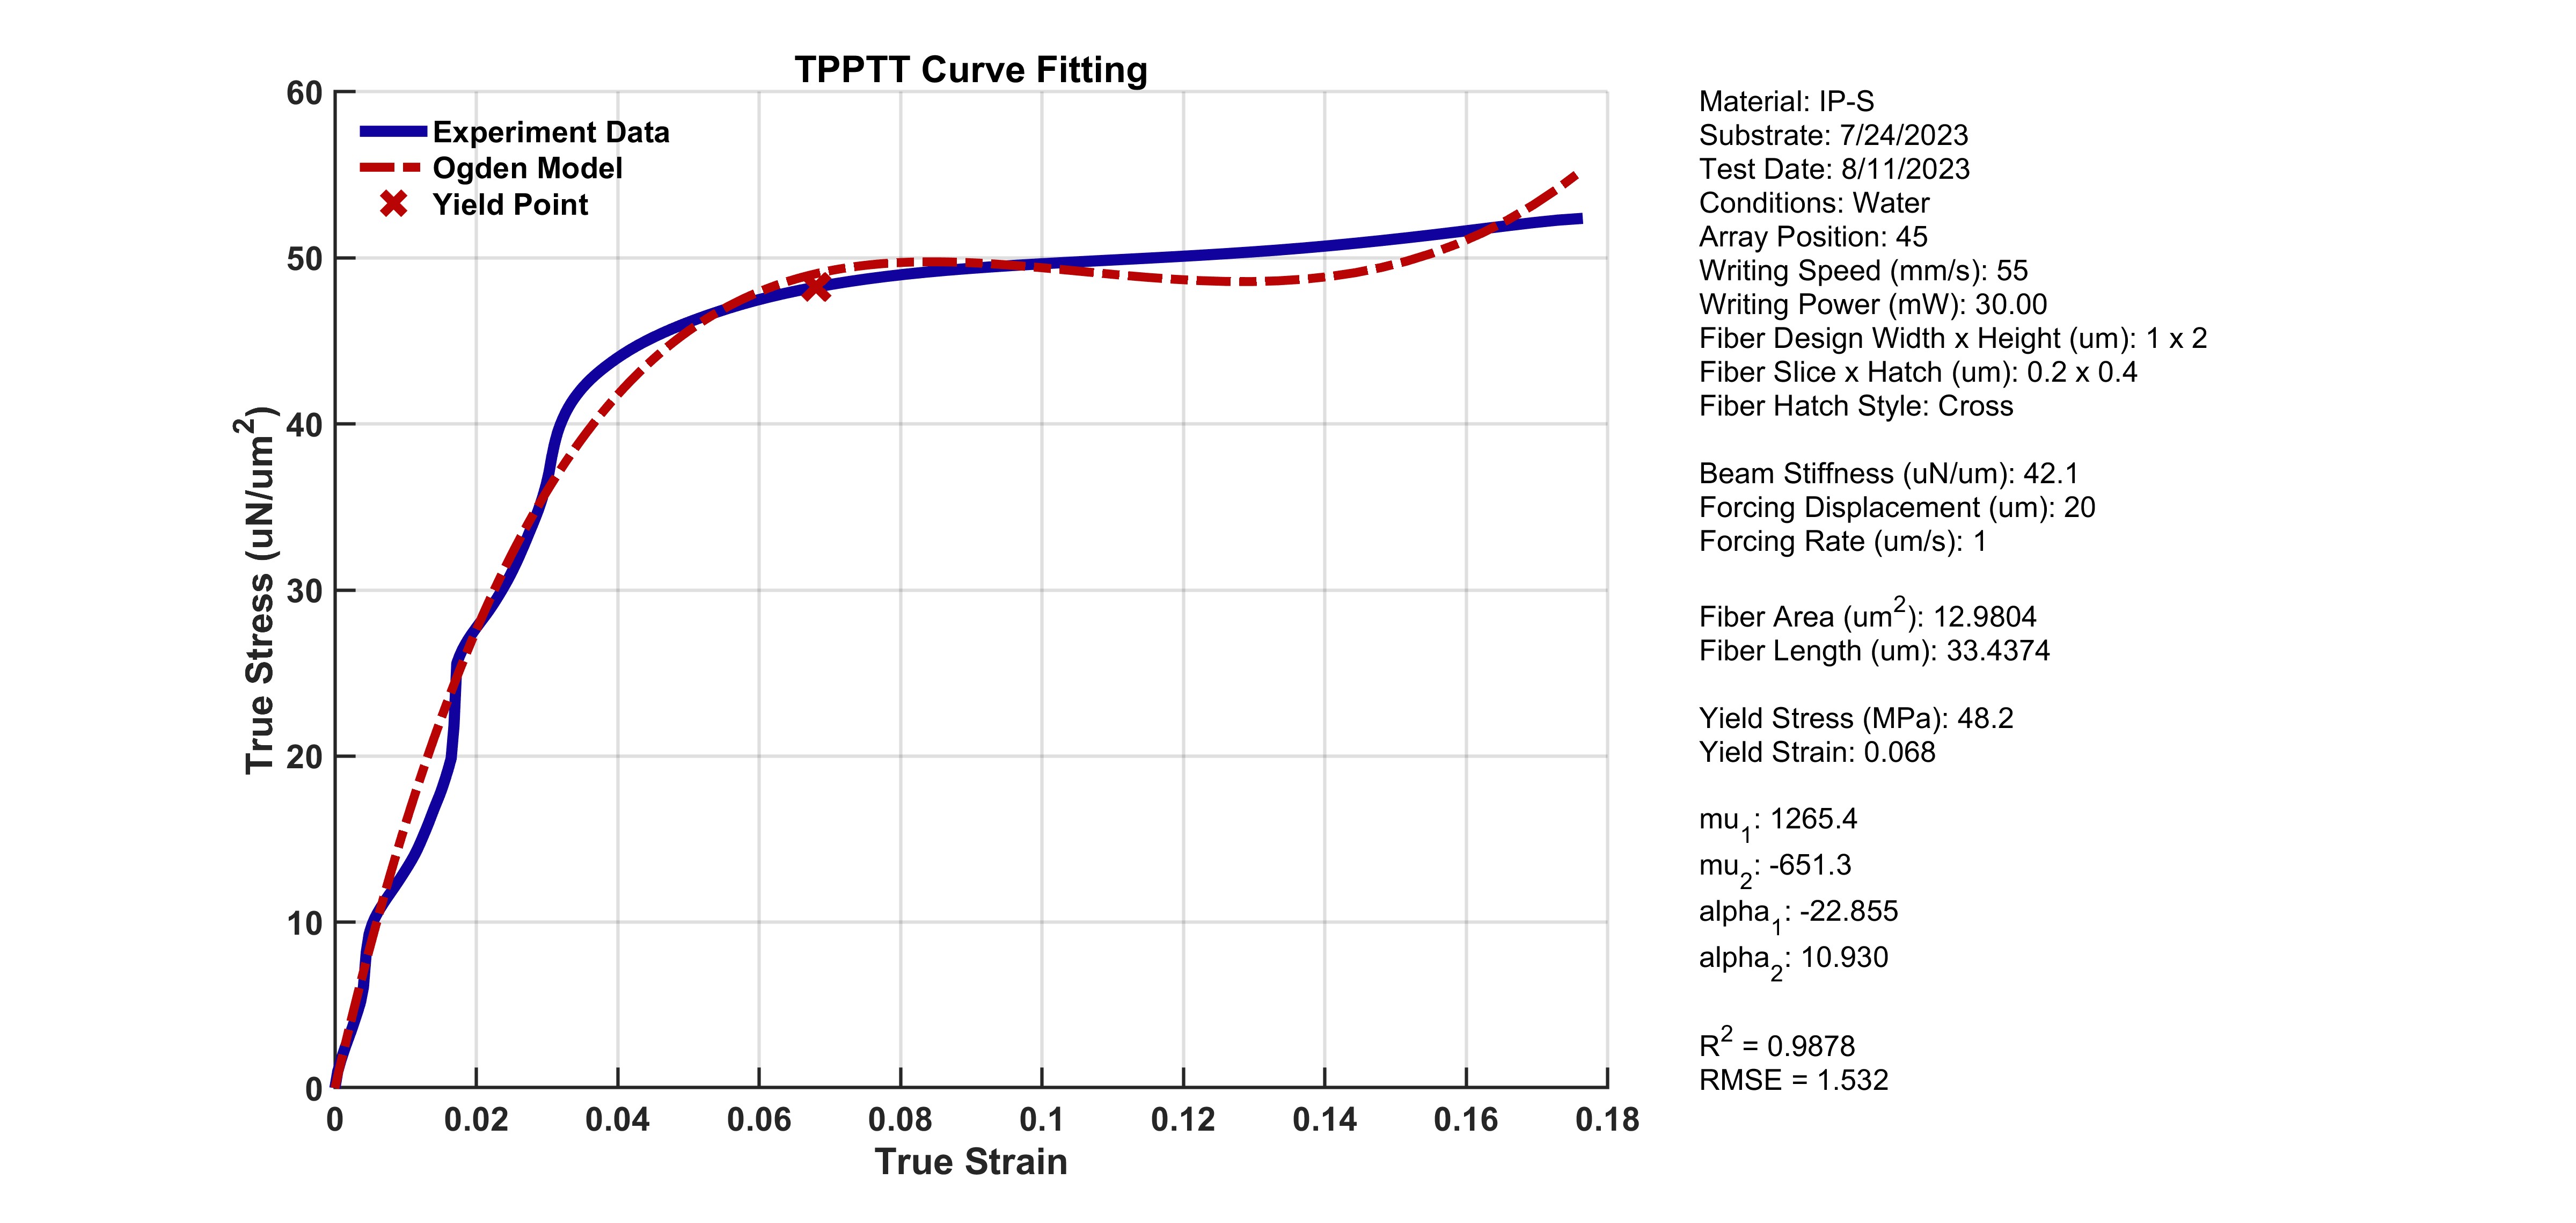 TPPTT Curve Fitting
Experiment Data
Ogden Model
Yield Point
True Stress (uN/um²)
60
50
40
30
20
10
0
0 0.02 0.04 0.06 0.08 0.1 0.12 0.14 0.16 0.18
True Strain
Material: IP-S
Substrate: 7/24/2023
Test Date: 8/11/2023
Conditions: Water
Array Position: 45
Writing Speed (mm/s): 55
Writing Power (mW): 30.00
Fiber Design Width x Height (um): 1 x 2
Fiber Slice x Hatch (um): 0.2 x 0.4
Fiber Hatch Style: Cross
Beam Stiffness (uN/um): 42.1
Forcing Displacement (um): 20
Forcing Rate (um/s): 1
Fiber Area (um²): 12.9804
Fiber Length (um): 33.4374
Yield Stress (MPa): 48.2
Yield Strain: 0.068
mu₁: 1265.4
mu₂: -651.3
alpha₁: -22.855
alpha₂: 10.930
R² = 0.9878
RMSE = 1.532